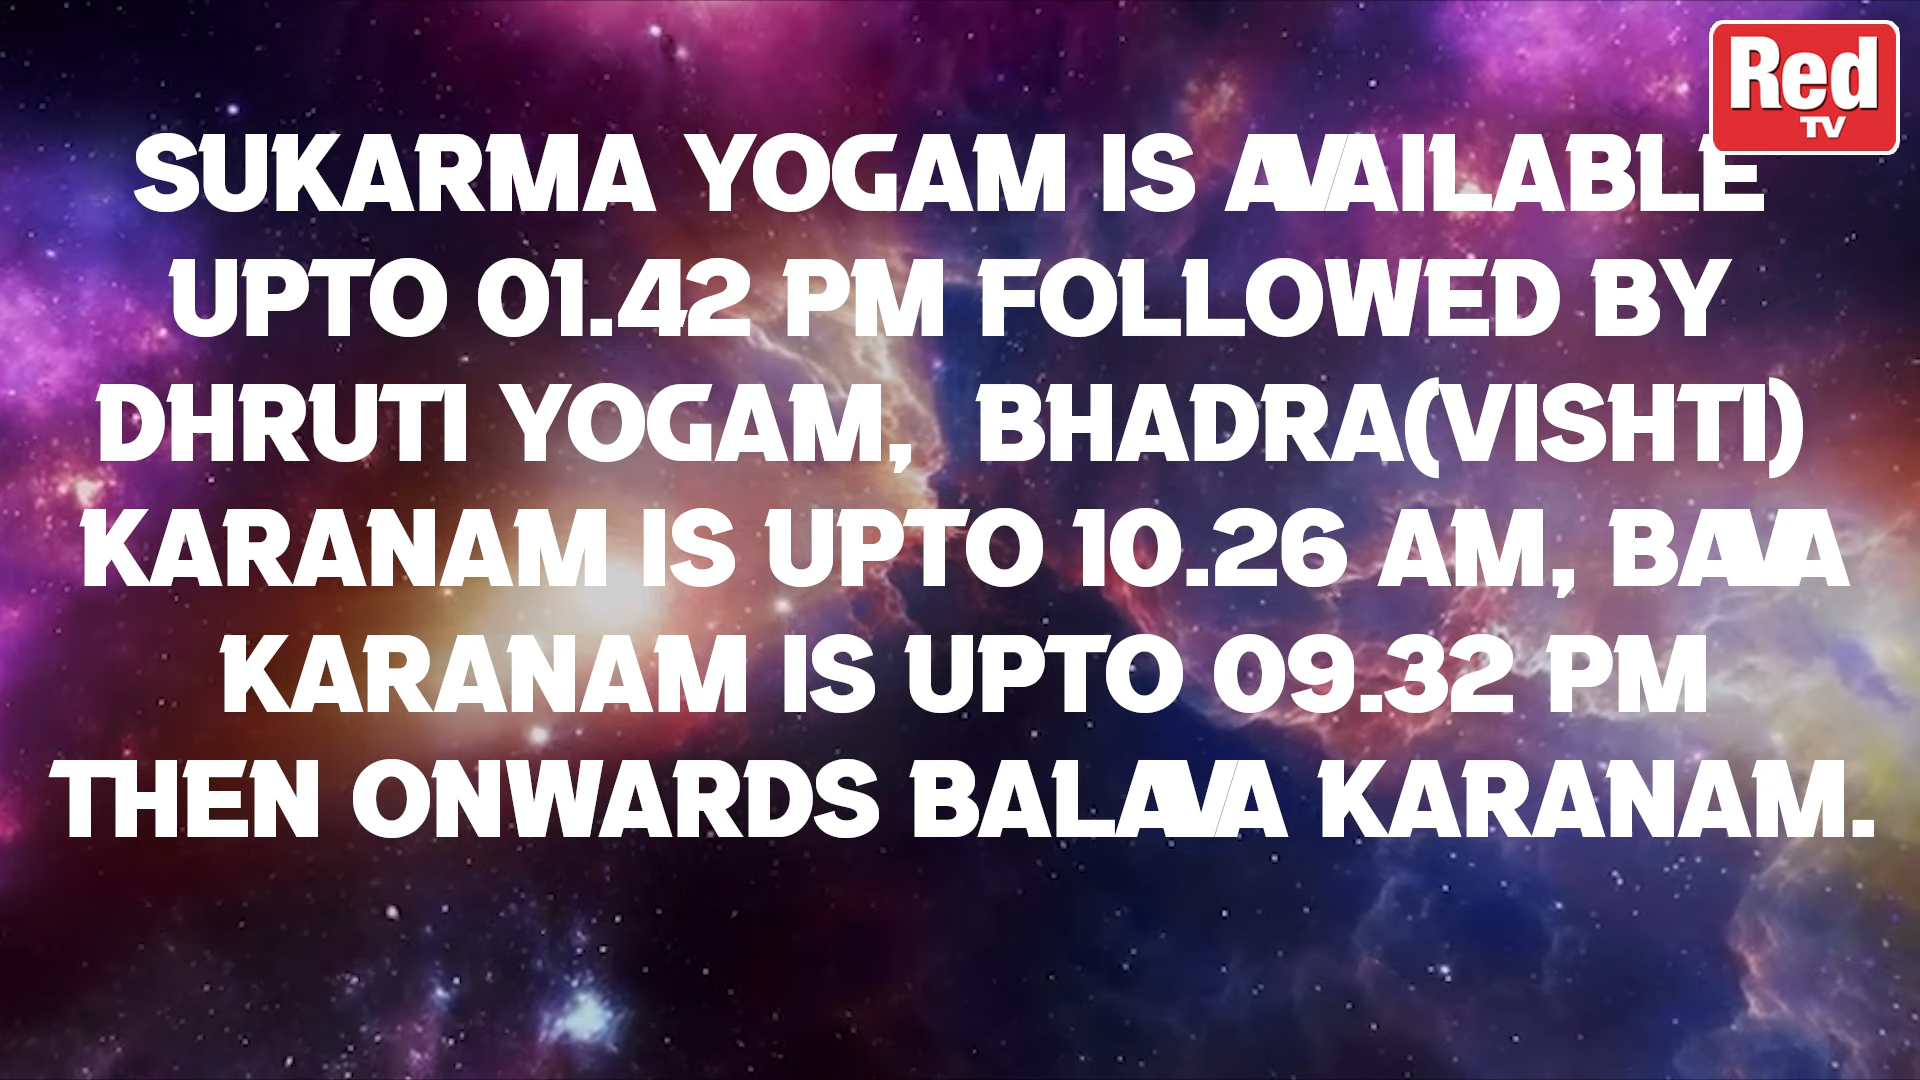 Red
TV
SUKARMA YOGAM IS AVAILABLE
UPTO 01.42 PM FOLLOWED BY
DHRUTI YOGAM,  BHADRA(VISHTI)
KARANAM IS UPTO 10.26 AM, BAVA
KARANAM IS UPTO 09.32 PM
THEN ONWARDS BALAVA KARANAM.